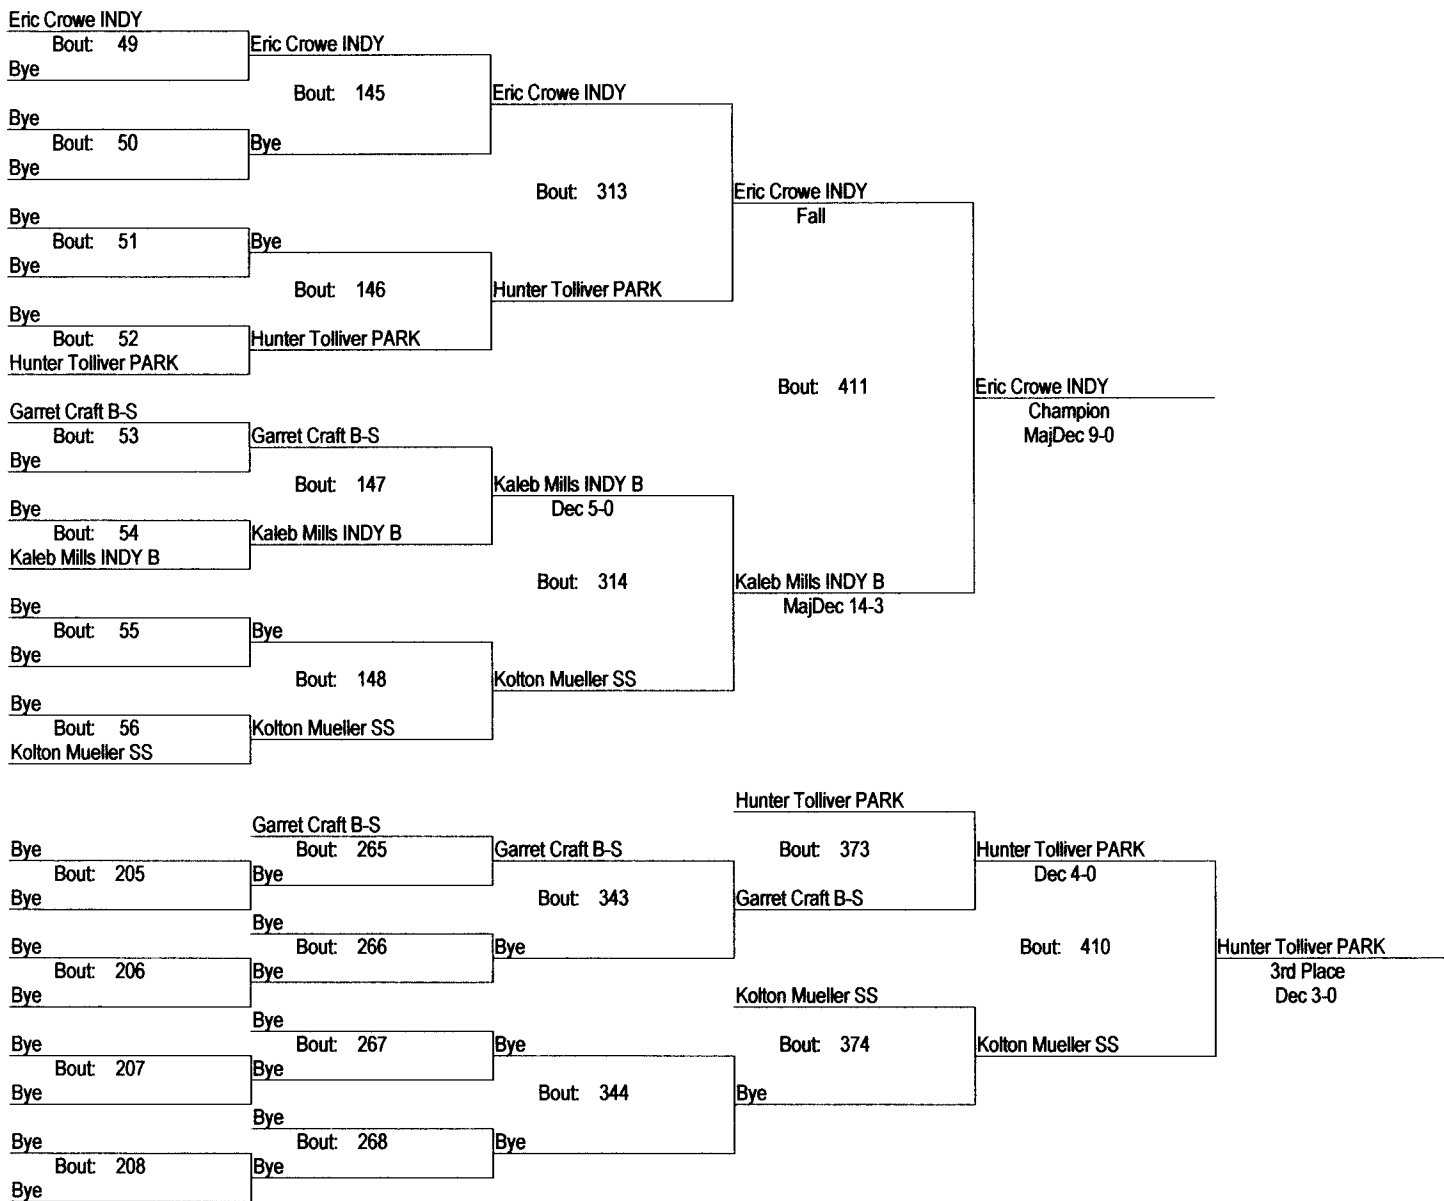 Eric Crowe INDY
Bout: 49
Eric Crowe INDY
Bye
Bout: 145
Eric Crowe INDY
Bye
Bout: 50
Bye
Bye
Bout: 313
Eric Crowe INDY
Fall
Bye
Bout: 51
Bye
Bye
Bout: 146
Hunter Tolliver PARK
Bye
Bout: 52
Hunter Tolliver PARK
Hunter Tolliver PARK
Bout: 411
Eric Crowe INDY
Champion
MajDec 9-0
Garret Craft B-S
Bout: 53
Garret Craft B-S
Bye
Bout: 147
Kaleb Mills INDY B
Dec 5-0
Bye
Bout: 54
Kaleb Mills INDY B
Kaleb Mills INDY B
Bout: 314
Kaleb Mills INDY B
MajDec 14-3
Bye
Bout: 55
Bye
Bye
Bout: 148
Kolton Mueller SS
Bye
Bout: 56
Kolton Mueller SS
Kolton Mueller SS
Hunter Tolliver PARK
Garret Craft B-S
Bye
Bout: 265
Garret Craft B-S
Bout: 373
Hunter Tolliver PARK
Dec 4-0
Bout: 205
Bye
Bye
Bout: 343
Garret Craft B-S
Bye
Bye
Bout: 266
Bye
Bout: 410
Hunter Tolliver PARK
3rd Place
Dec 3-0
Bout: 206
Bye
Bye
Kolton Mueller SS
Bye
Bye
Bout: 267
Bye
Bout: 374
Kolton Mueller SS
Bout: 207
Bye
Bye
Bout: 344
Bye
Bye
Bye
Bout: 268
Bye
Bout: 208
Bye
Bye